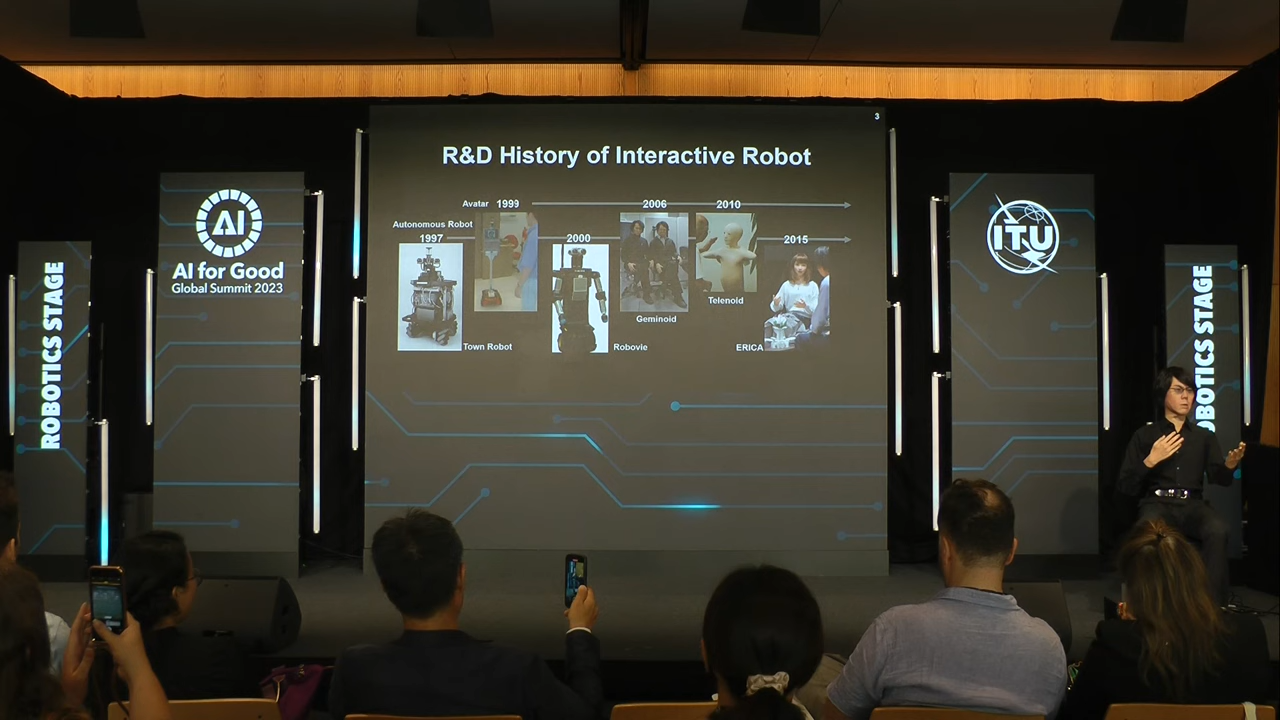 3
R&D History of Interactive Robot
Avatar 1999
2006
2010
Autonomous Robot
1997
2000
2015
Telenoid
Geminoid
Town Robot
Robovie
ERICA
ROBOTICS STAGE
AI
AI for Good
Global Summit 2023
ITU
ROBOTICS STAGE